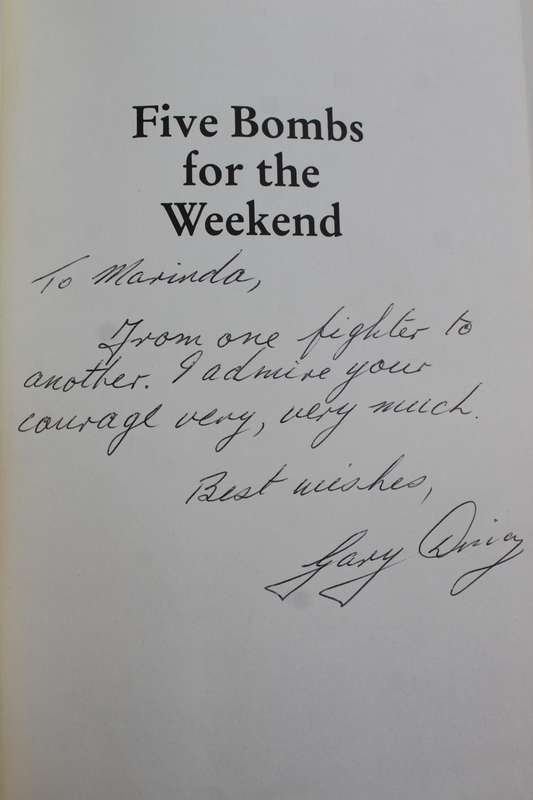 Five Bombs
for the
Weekend
To Marinda,
From one fighter to
another. I admire your
courage very, very much.
Best wishes,
Gary